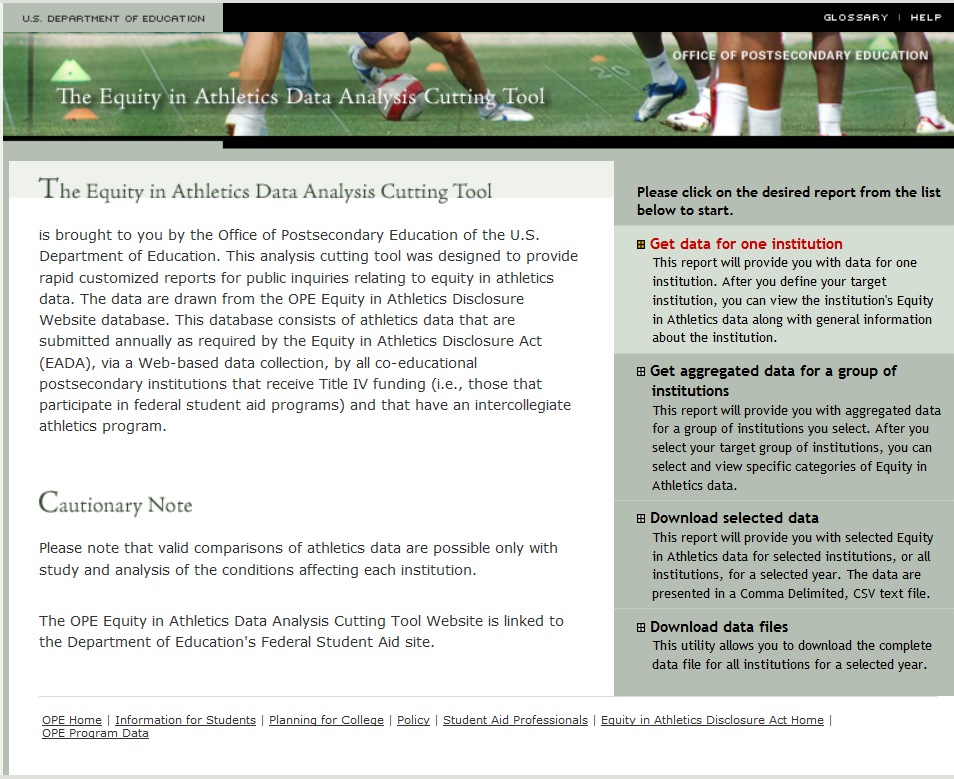 U.S. DEPARTMENT OF EDUCATION
GLOSSARY | HELP
OFFICE OF POSTSECONDARY EDUCATION
20
The Equity in Athletics Data Analysis Cutting Tool
The Equity in Athletics Data Analysis Cutting Tool
is brought to you by the Office of Postsecondary Education of the U.S.
Department of Education. This analysis cutting tool was designed to provide
rapid customized reports for public inquiries relating to equity in athletics
data. The data are drawn from the OPE Equity in Athletics Disclosure
Website database. This database consists of athletics data that are
submitted annually as required by the Equity in Athletics Disclosure Act
(EADA), via a Web-based data collection, by all co-educational
postsecondary institutions that receive Title IV funding (i.e., those that
participate in federal student aid programs) and that have an intercollegiate
athletics program.
Cautionary Note
Please note that valid comparisons of athletics data are possible only with
study and analysis of the conditions affecting each institution.
The OPE Equity in Athletics Data Analysis Cutting Tool Website is linked to
the Department of Education's Federal Student Aid site.
Please click on the desired report from the list
below to start.
Get data for one institution
This report will provide you with data for one
institution. After you define your target
institution, you can view the institution's Equity
in Athletics data along with general information
about the institution.
Get aggregated data for a group of
institutions
This report will provide you with aggregated data
for a group of institutions you select. After you
select your target group of institutions, you can
select and view specific categories of Equity in
Athletics data.
Download selected data
This report will provide you with selected Equity
in Athletics data for selected institutions, or all
institutions, for a selected year. The data are
presented in a Comma Delimited, CSV text file.
Download data files
This utility allows you to download the complete
data file for all institutions for a selected year.
OPE Home | Information for Students | Planning for College | Policy | Student Aid Professionals | Equity in Athletics Disclosure Act Home |
OPE Program Data